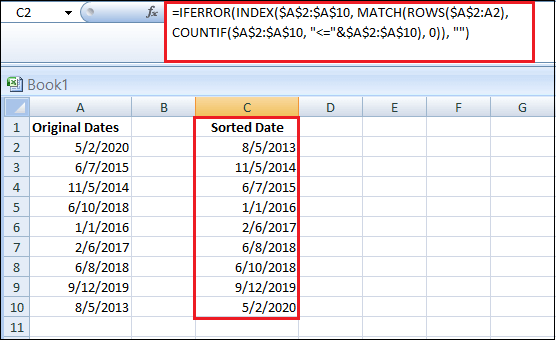 C2 fx =IFERROR(INDEX($A$2:$A$10, MATCH(ROWS($A$2:A2),
COUNTIF($A$2:$A$10, "<="&$A$2:$A$10), 0)), "")
Book1
A B C D E F G
1 Original Dates Sorted Date
2 5/2/2020 8/5/2013
3 6/7/2015 11/5/2014
4 11/5/2014 6/7/2015
5 6/10/2018 1/1/2016
6 1/1/2016 2/6/2017
7 2/6/2017 6/8/2018
8 6/8/2018 6/10/2018
9 9/12/2019 9/12/2019
10 8/5/2013 5/2/2020
11